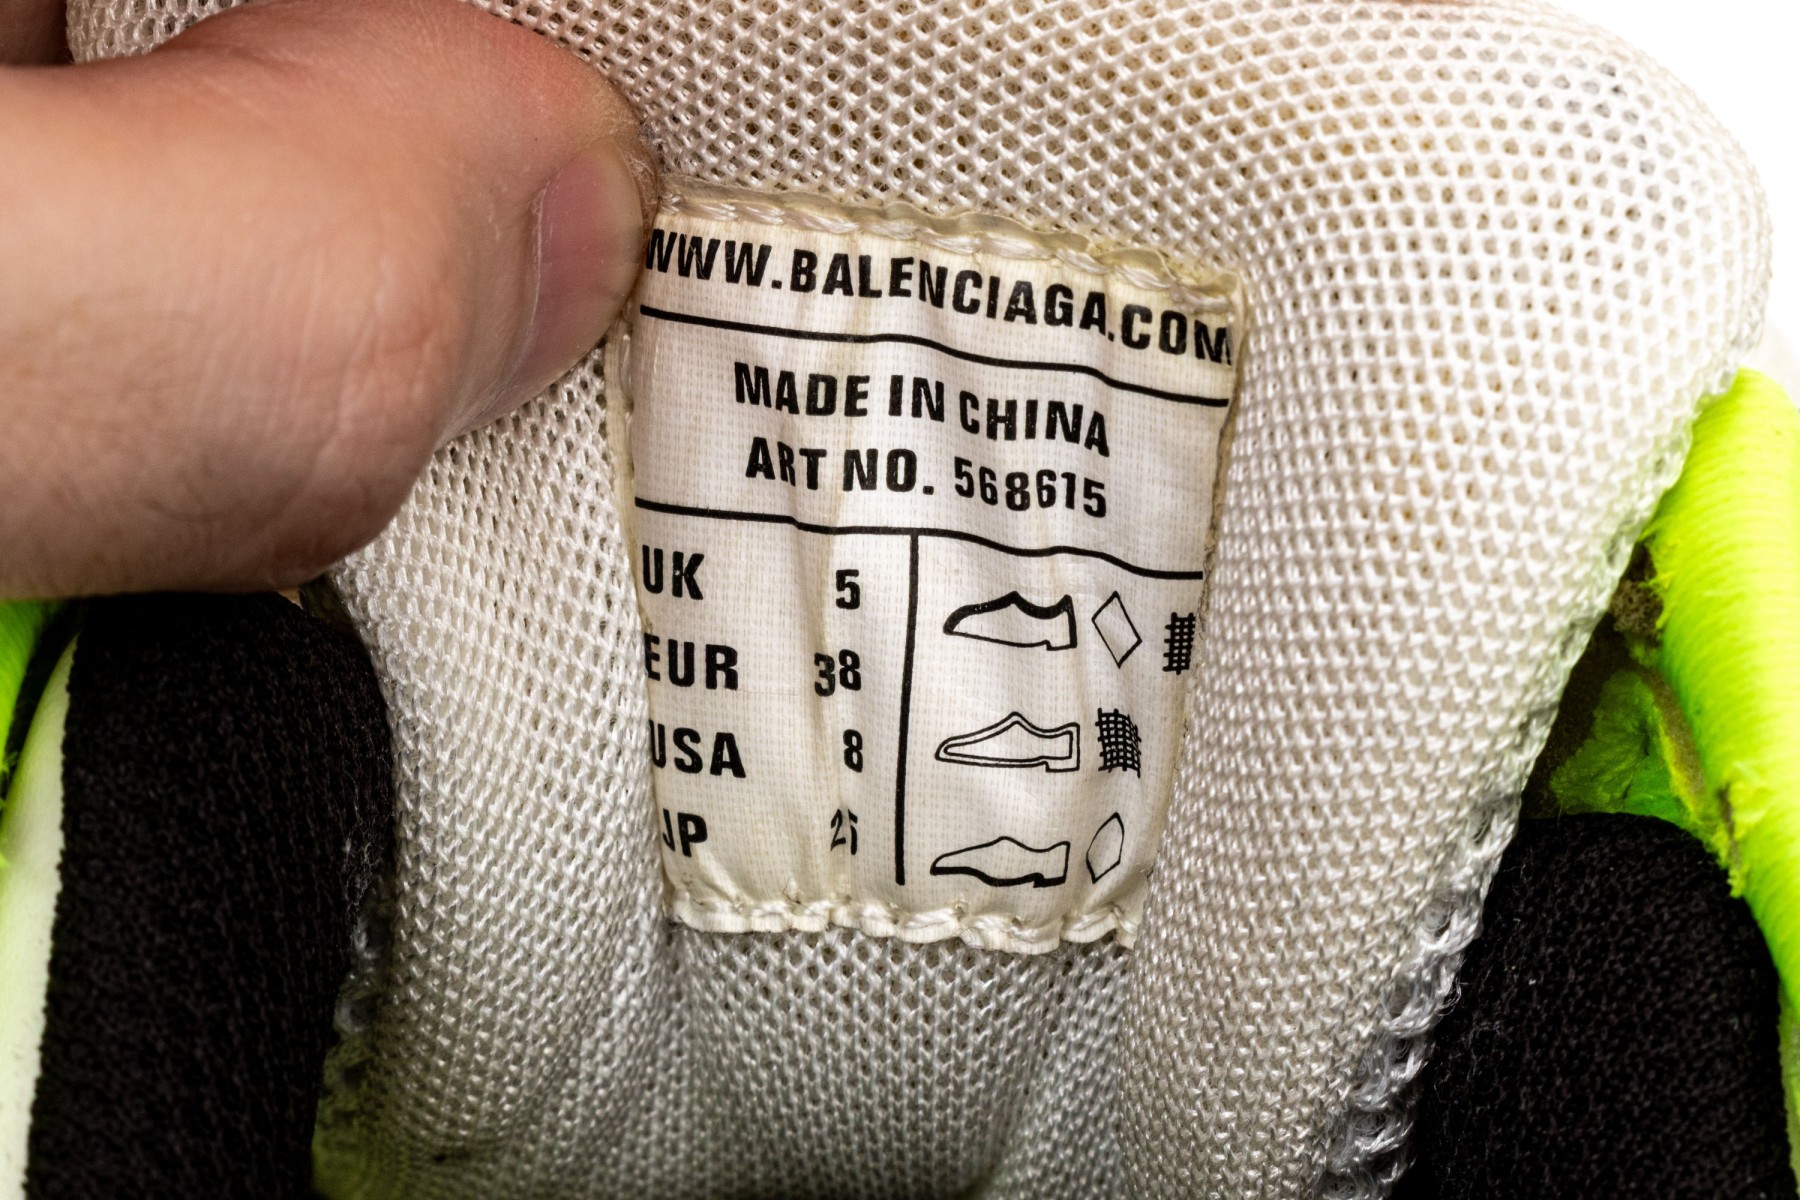 WWW.BALENCIAGA.COM
MADE IN CHINA
ART NO. 568615
UK 5
EUR 38
USA 8
JP